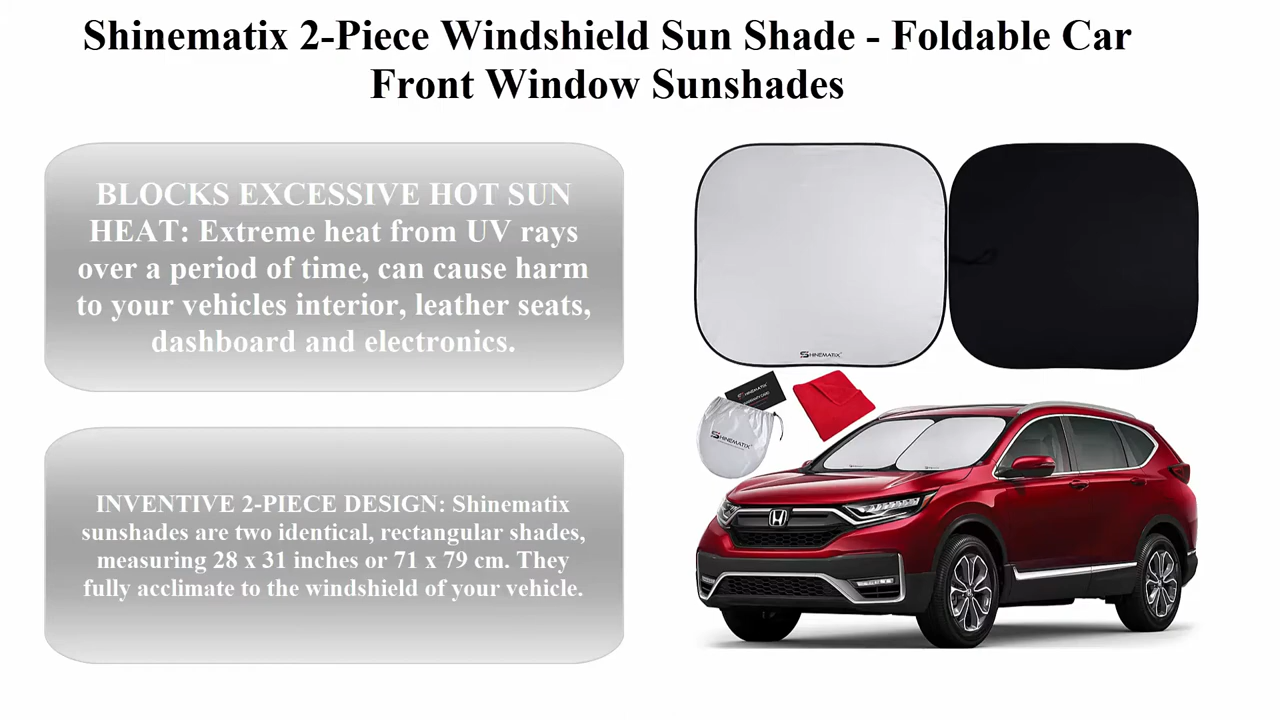 Shinematix 2-Piece Windshield Sun Shade - Foldable Car
Front Window Sunshades
BLOCKS EXCESSIVE HOT SUN
HEAT: Extreme heat from UV rays
over a period of time, can cause harm
to your vehicles interior, leather seats,
dashboard and electronics.
INVENTIVE 2-PIECE DESIGN: Shinematix
sunshades are two identical, rectangular shades,
measuring 28 x 31 inches or 71 x 79 cm. They
fully acclimate to the windshield of your vehicle.
SHINEMATIX
SHINEMATIX
WARRANTY CARD
SHINEMATIX